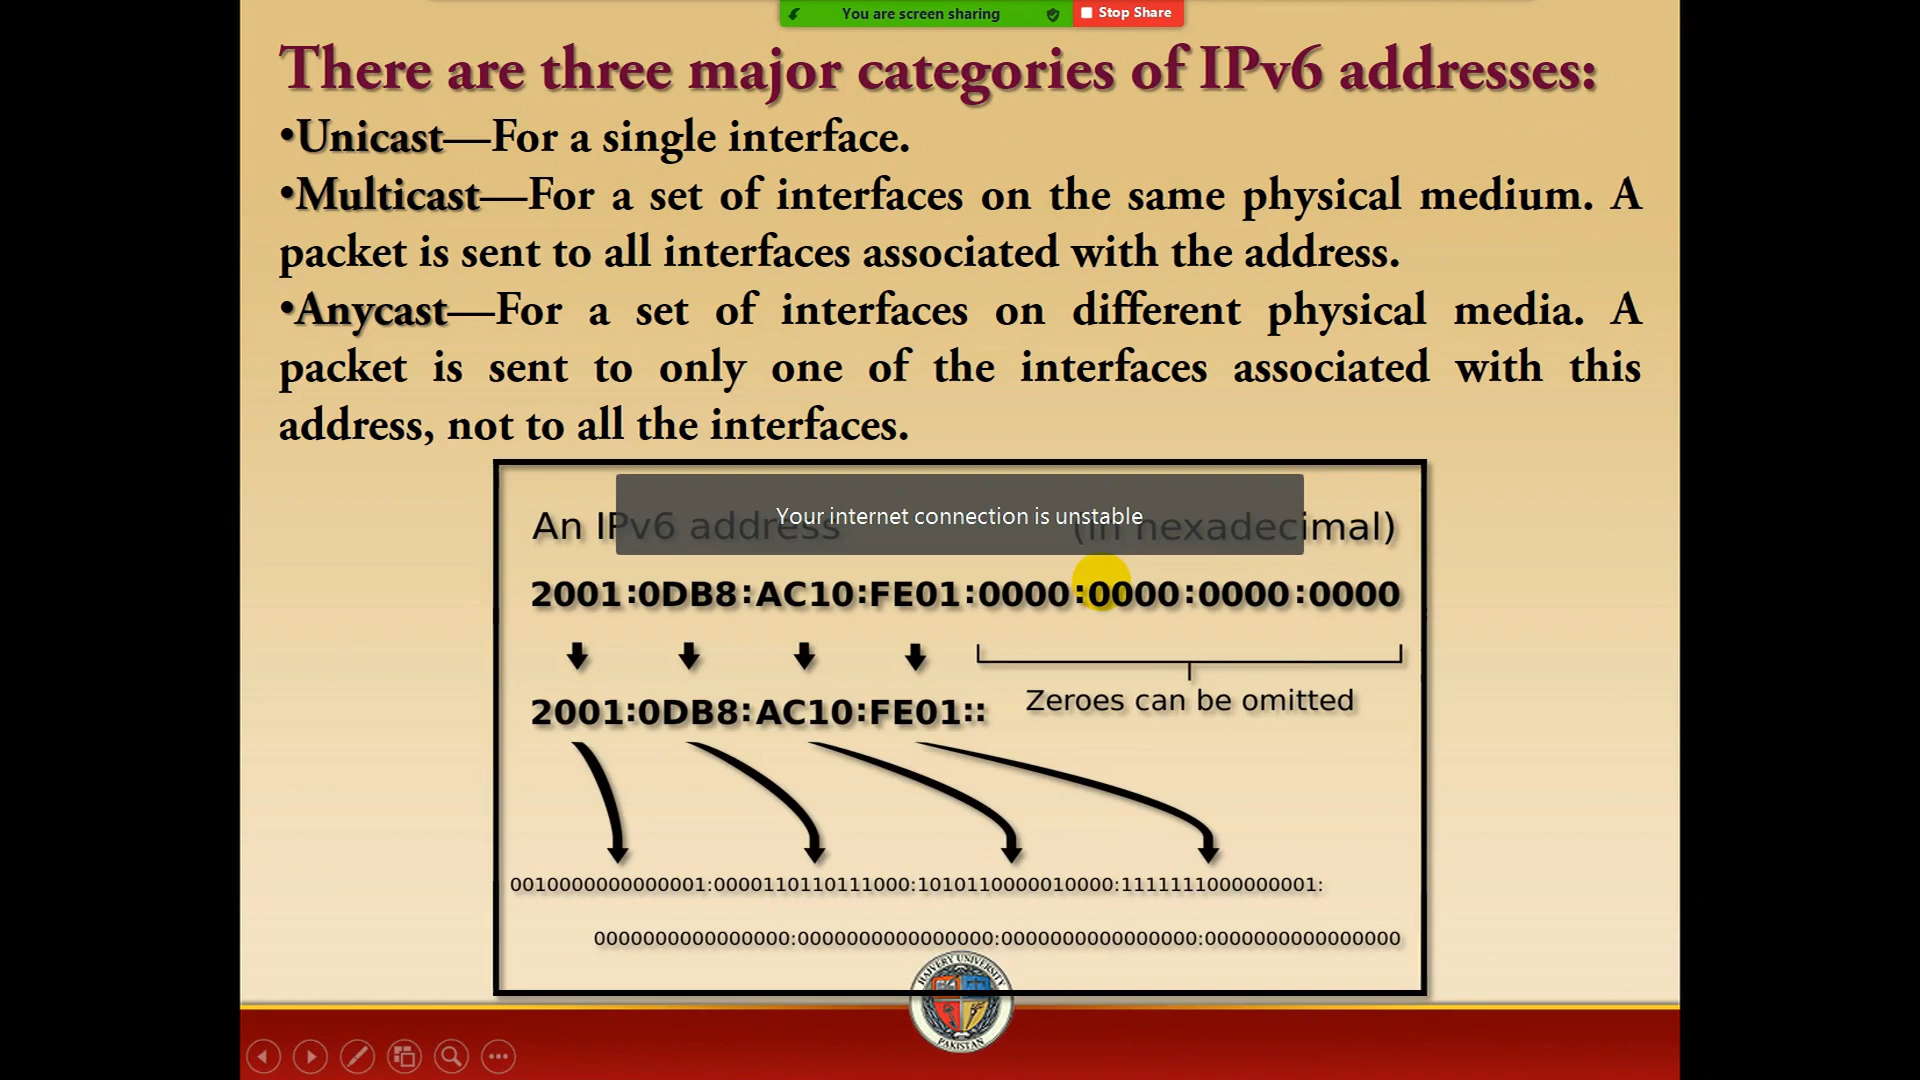 You are screen sharing
Stop Share
There are three major categories of IPv6 addresses:
•Unicast—For a single interface.
•Multicast—For a set of interfaces on the same physical medium. A
packet is sent to all interfaces associated with the address.
•Anycast—For a set of interfaces on different physical media. A
packet is sent to only one of the interfaces associated with this
address, not to all the interfaces.
Your internet connection is unstable
An IPv6 address (in hexadecimal)
2001:0DB8:AC10:FE01:0000:0000:0000:0000
Zeroes can be omitted
2001:0DB8:AC10:FE01::
0010000000000001:0000110110111000:1010110000010000:1111111000000001:
0000000000000000:0000000000000000:0000000000000000:0000000000000000
UNIVERSITY
PAKISTAN